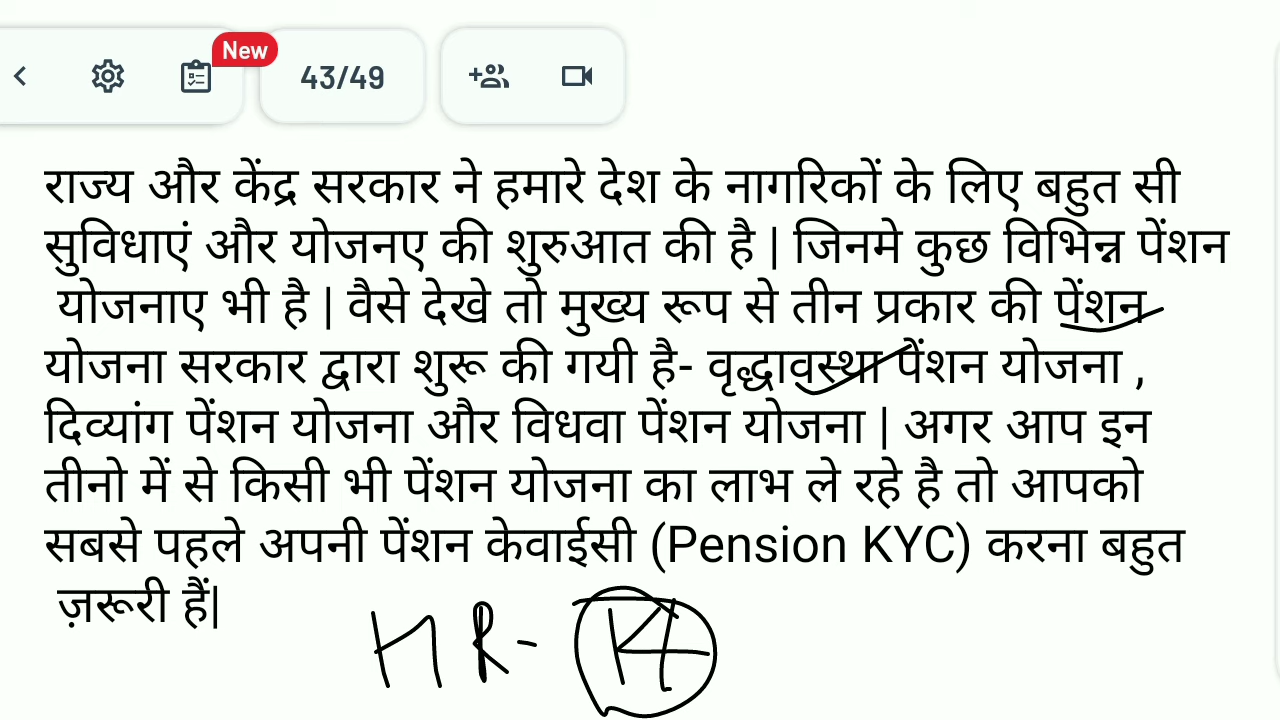 New
43/49
राज्य और केंद्र सरकार ने हमारे देश के नागरिकों के लिए बहुत सी
सुविधाएं और योजनए की शुरुआत की है | जिनमे कुछ विभिन्न पेंशन
योजनाए भी है | वैसे देखे तो मुख्य रूप से तीन प्रकार की पेंशन
योजना सरकार द्वारा शुरू की गयी है- वृद्धावस्था पेंशन योजना ,
दिव्यांग पेंशन योजना और विधवा पेंशन योजना | अगर आप इन
तीनो में से किसी भी पेंशन योजना का लाभ ले रहे है तो आपको
सबसे पहले अपनी पेंशन केवाईसी (Pension KYC) करना बहुत
ज़रूरी हैं|
HR-